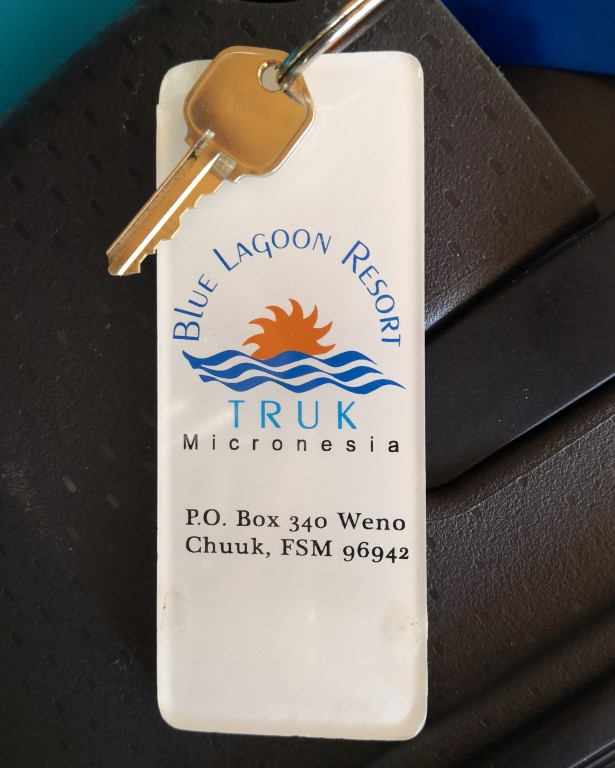 Blue Lagoon Resort
TRUK
Micronesia
P.O. Box 340 Weno
Chuuk, FSM 96942